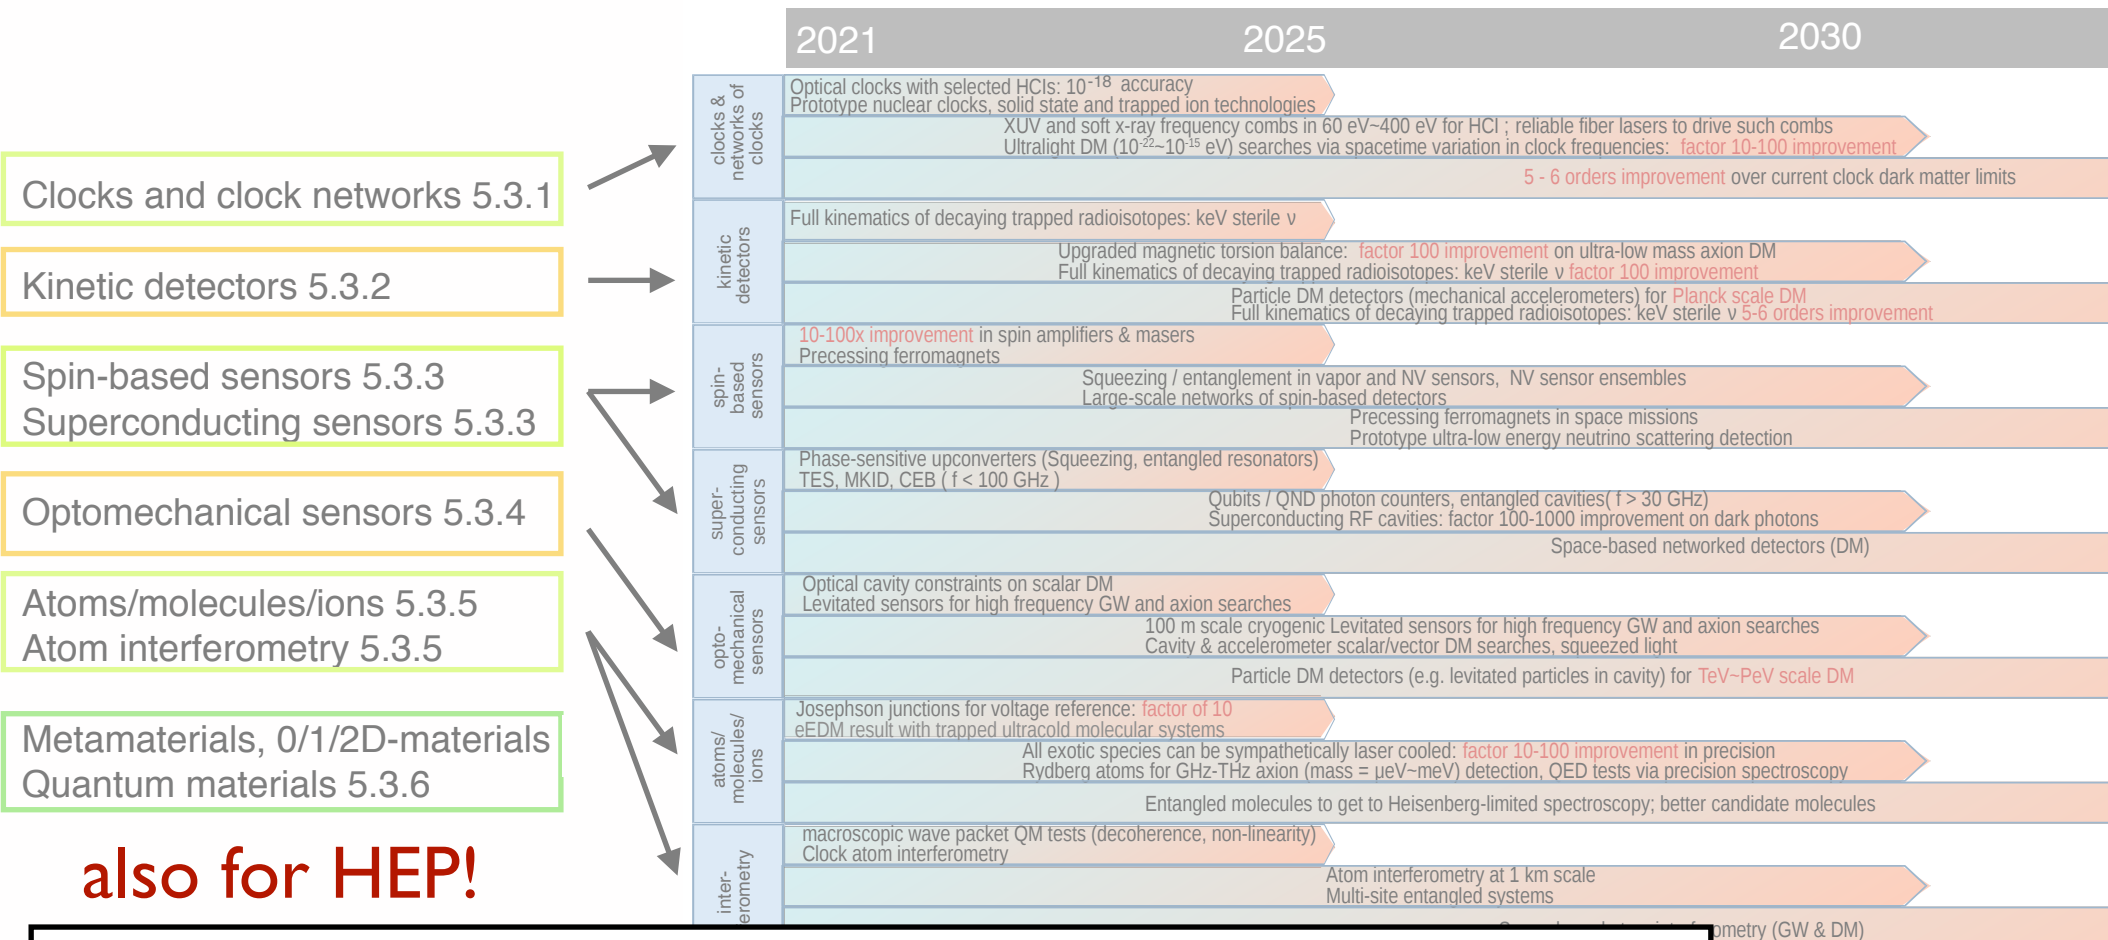 2021 2025 2030
Clocks and clock networks 5.3.1
Kinetic detectors 5.3.2
Spin-based sensors 5.3.3
Superconducting sensors 5.3.3
Optomechanical sensors 5.3.4
Atoms/molecules/ions 5.3.5
Atom interferometry 5.3.5
Metamaterials, 0/1/2D-materials
Quantum materials 5.3.6
also for HEP!
clocks &
networks of
clocks
Optical clocks with selected HCIs: 10⁻¹⁸ accuracy
Prototype nuclear clocks, solid state and trapped ion technologies
XUV and soft x-ray frequency combs in 60 eV~400 eV for HCI ; reliable fiber lasers to drive such combs
Ultralight DM (10⁻²²~10⁻¹⁵ eV) searches via spacetime variation in clock frequencies: factor 10-100 improvement
5 - 6 orders improvement over current clock dark matter limits
kinetic
detectors
Full kinematics of decaying trapped radioisotopes: keV sterile ν
Upgraded magnetic torsion balance: factor 100 improvement on ultra-low mass axion DM
Full kinematics of decaying trapped radioisotopes: keV sterile ν factor 100 improvement
Particle DM detectors (mechanical accelerometers) for Planck scale DM
Full kinematics of decaying trapped radioisotopes: keV sterile ν 5-6 orders improvement
spin-
based
sensors
10-100x improvement in spin amplifiers & masers
Precessing ferromagnets
Squeezing / entanglement in vapor and NV sensors, NV sensor ensembles
Large-scale networks of spin-based detectors
Precessing ferromagnets in space missions
Prototype ultra-low energy neutrino scattering detection
super-
conducting
sensors
Phase-sensitive upconverters (Squeezing, entangled resonators)
TES, MKID, CEB ( f < 100 GHz )
Qubits / QND photon counters, entangled cavities( f > 30 GHz)
Superconducting RF cavities: factor 100-1000 improvement on dark photons
Space-based networked detectors (DM)
opto-
mechanical
sensors
Optical cavity constraints on scalar DM
Levitated sensors for high frequency GW and axion searches
100 m scale cryogenic Levitated sensors for high frequency GW and axion searches
Cavity & accelerometer scalar/vector DM searches, squeezed light
Particle DM detectors (e.g. levitated particles in cavity) for TeV~PeV scale DM
atoms/
molecules/
ions
Josephson junctions for voltage reference: factor of 10
eEDM result with trapped ultracold molecular systems
All exotic species can be sympathetically laser cooled: factor 10-100 improvement in precision
Rydberg atoms for GHz-THz axion (mass = μeV~meV) detection, QED tests via precision spectroscopy
Entangled molecules to get to Heisenberg-limited spectroscopy; better candidate molecules
inter-
erometry
macroscopic wave packet QM tests (decoherence, non-linearity)
Clock atom interferometry
Atom interferometry at 1 km scale
Multi-site entangled systems
ometry (GW & DM)